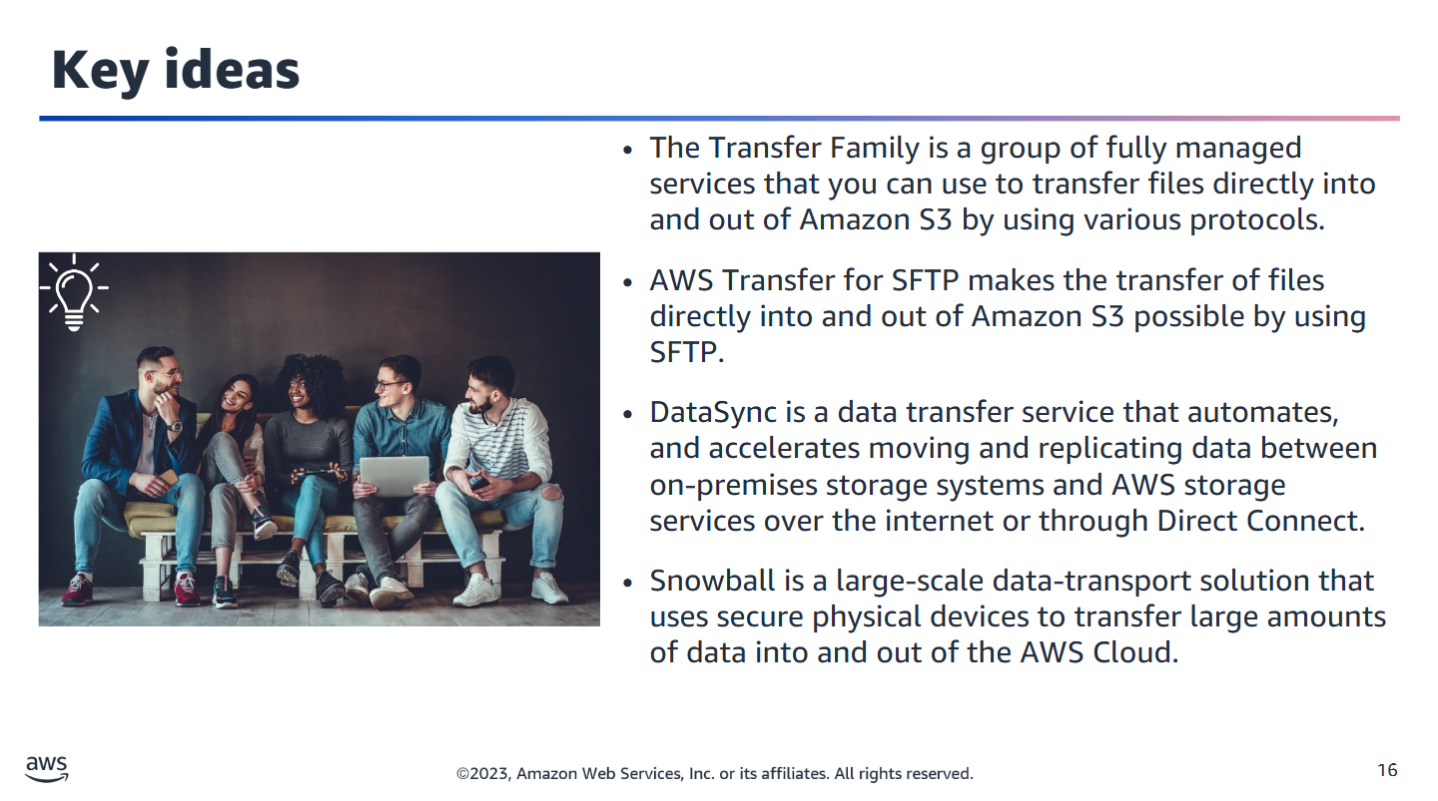 Key ideas
• The Transfer Family is a group of fully managed
services that you can use to transfer files directly into
and out of Amazon S3 by using various protocols.
• AWS Transfer for SFTP makes the transfer of files
directly into and out of Amazon S3 possible by using
SFTP.
• DataSync is a data transfer service that automates,
and accelerates moving and replicating data between
on-premises storage systems and AWS storage
services over the internet or through Direct Connect.
• Snowball is a large-scale data-transport solution that
uses secure physical devices to transfer large amounts
of data into and out of the AWS Cloud.
aws
©2023, Amazon Web Services, Inc. or its affiliates. All rights reserved.
16